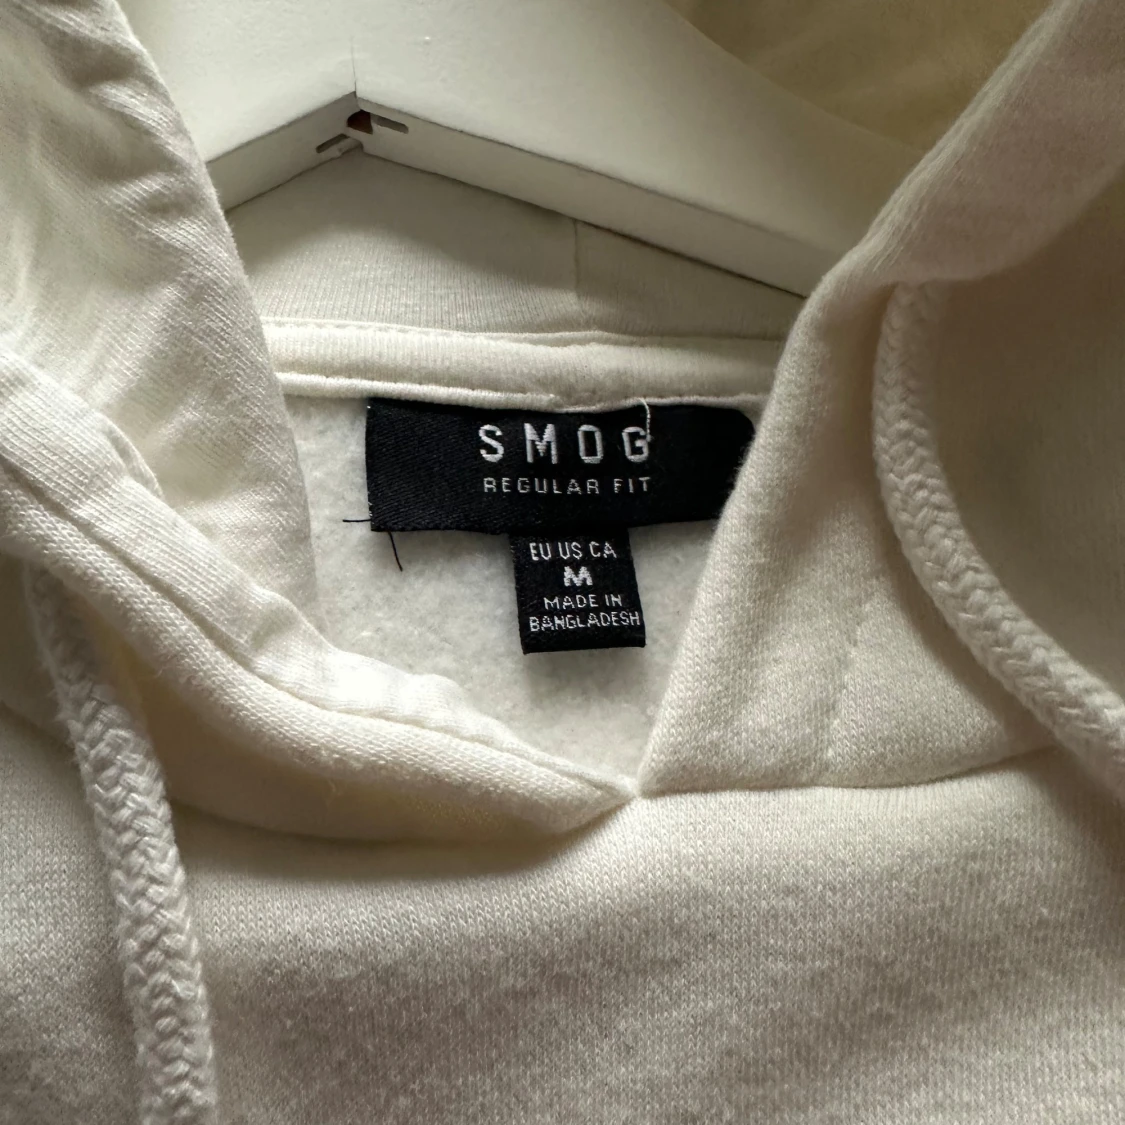 SMOG
REGULAR FIT
EU US CA
M
MADE IN
BANGLADESH